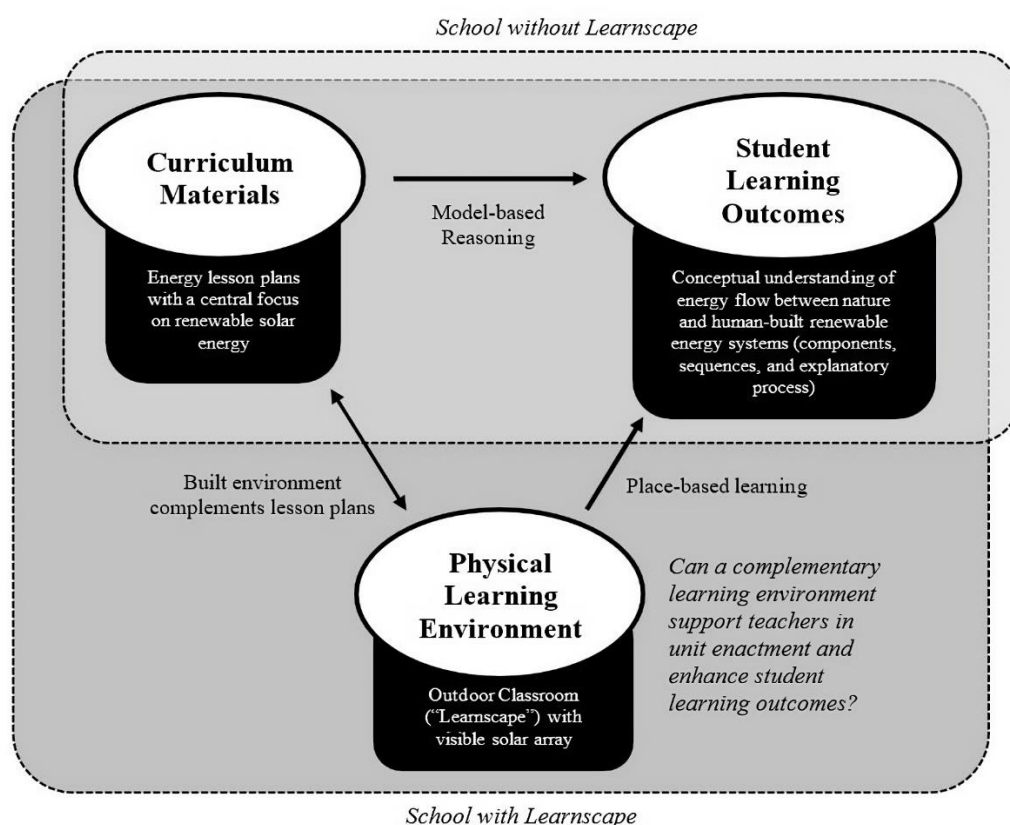 School without Learnscape
Curriculum
Materials
Energy lesson plans
with a central focus
on renewable solar
energy
Model-based
Reasoning
Student
Learning
Outcomes
Conceptual understanding of
energy flow between nature
and human-built renewable
energy systems (components,
sequences, and explanatory
process)
Built environment
complements lesson plans
Place-based learning
Physical
Learning
Environment
Outdoor Classroom
(“Learnscape”) with
visible solar array
Can a complementary
learning environment
support teachers in
unit enactment and
enhance student
learning outcomes?
School with Learnscape